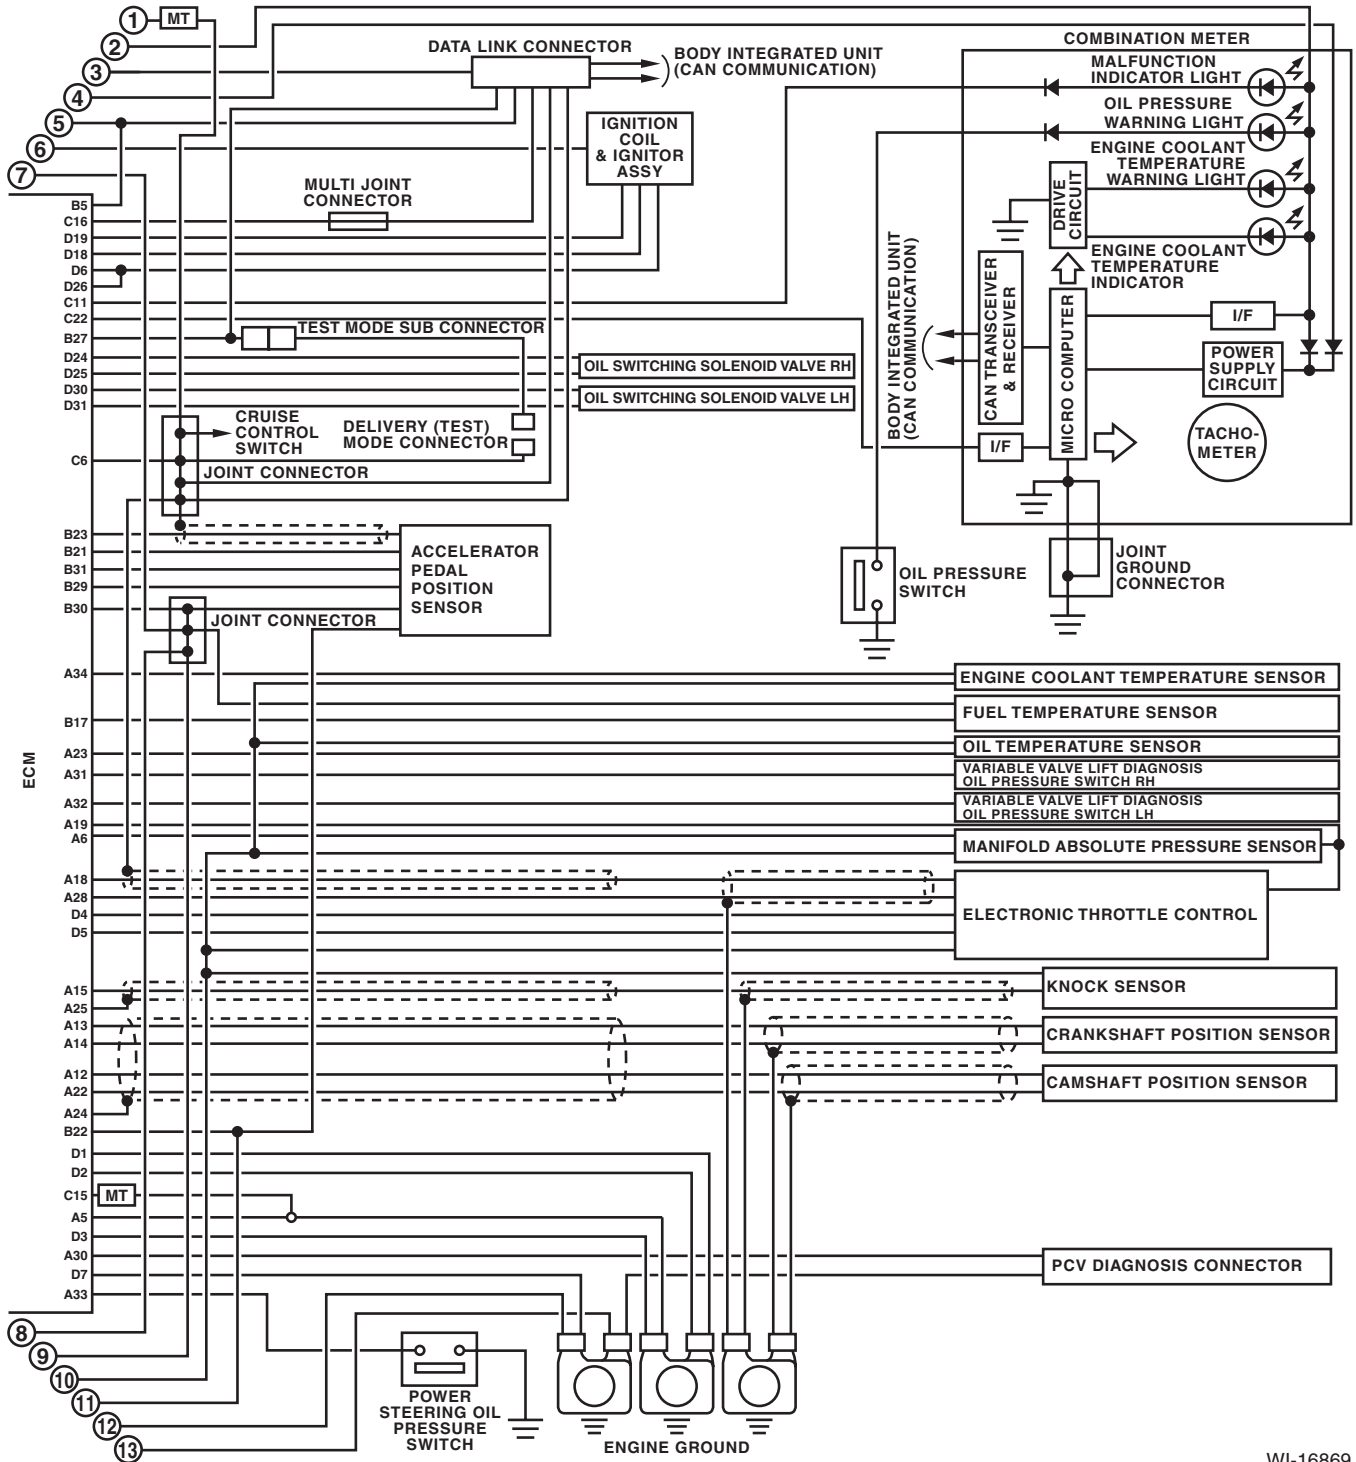 1
MT
2
3
4
5
6
7
DATA LINK CONNECTOR
BODY INTEGRATED UNIT
(CAN COMMUNICATION)
IGNITION
COIL
& IGNITOR
ASSY
MULTI JOINT
CONNECTOR
COMBINATION METER
MALFUNCTION
INDICATOR LIGHT
OIL PRESSURE
WARNING LIGHT
ENGINE COOLANT
TEMPERATURE
WARNING LIGHT
DRIVE
CIRCUIT
ENGINE COOLANT
TEMPERATURE
INDICATOR
BODY INTEGRATED UNIT
(CAN COMMUNICATION)
CAN TRANSCEIVER
& RECEIVER
MICRO COMPUTER
I/F
POWER
SUPPLY
CIRCUIT
I/F
TACHO-
METER
B5
C16
D19
D18
D6
D26
C11
C22
B27
D24
D25
D30
D31
C6
TEST MODE SUB CONNECTOR
OIL SWITCHING SOLENOID VALVE RH
OIL SWITCHING SOLENOID VALVE LH
CRUISE
CONTROL
SWITCH
DELIVERY (TEST)
MODE CONNECTOR
JOINT CONNECTOR
B23
B21
B31
B29
B30
ACCELERATOR
PEDAL
POSITION
SENSOR
JOINT CONNECTOR
OIL PRESSURE
SWITCH
JOINT
GROUND
CONNECTOR
ECM
A34
B17
A23
A31
A32
A19
A6
A18
A28
D4
D5
A15
A25
A13
A14
A12
A22
A24
B22
D1
D2
C15
MT
A5
D3
A30
D7
A33
ENGINE COOLANT TEMPERATURE SENSOR
FUEL TEMPERATURE SENSOR
OIL TEMPERATURE SENSOR
VARIABLE VALVE LIFT DIAGNOSIS
OIL PRESSURE SWITCH RH
VARIABLE VALVE LIFT DIAGNOSIS
OIL PRESSURE SWITCH LH
MANIFOLD ABSOLUTE PRESSURE SENSOR
ELECTRONIC THROTTLE CONTROL
KNOCK SENSOR
CRANKSHAFT POSITION SENSOR
CAMSHAFT POSITION SENSOR
PCV DIAGNOSIS CONNECTOR
8
9
10
11
12
13
POWER
STEERING OIL
PRESSURE
SWITCH
ENGINE GROUND
WI-16869